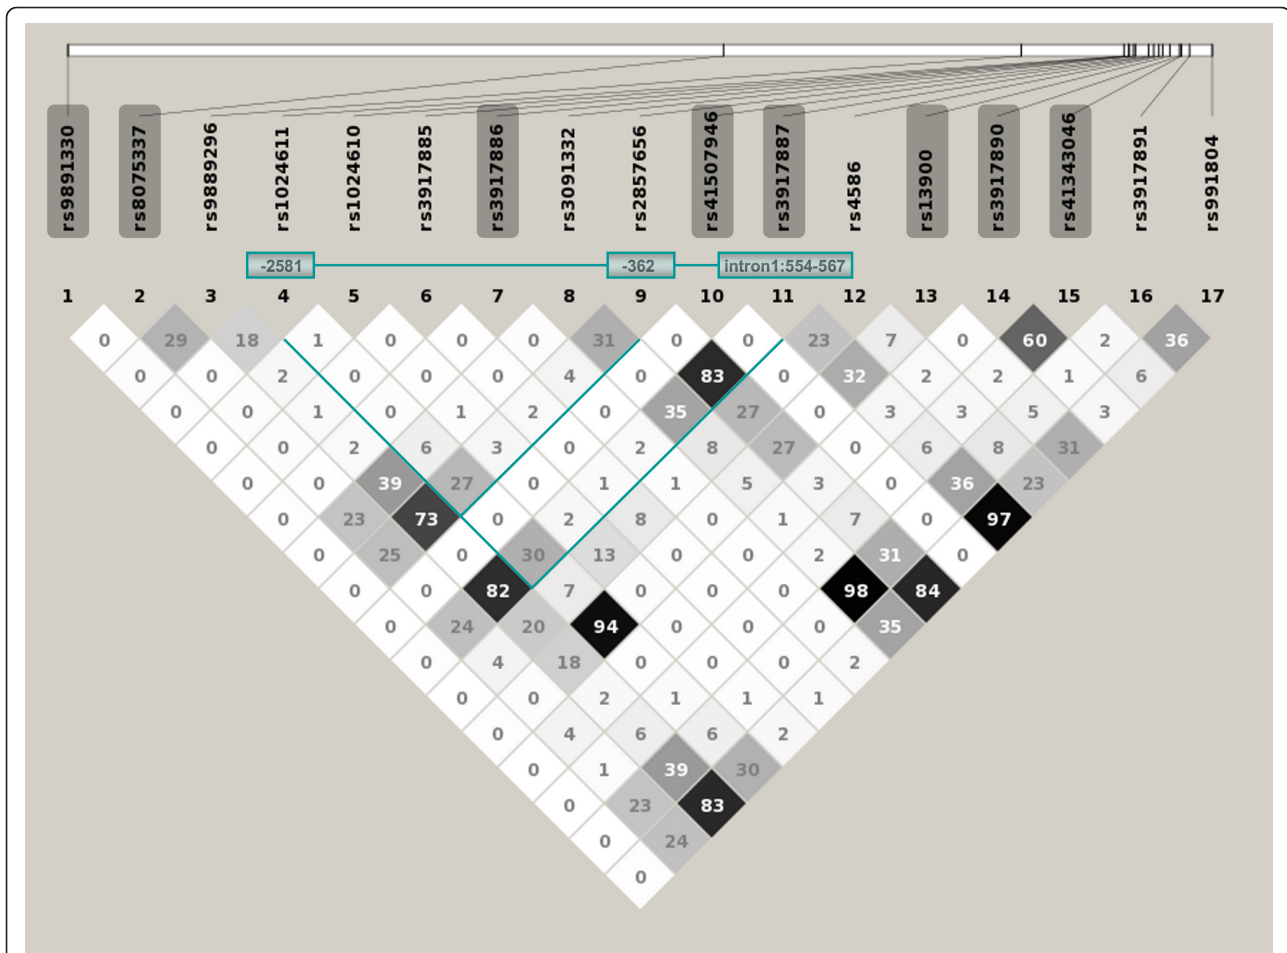 rs9891330
rs8075337
rs9889296
rs1024611
rs1024610
rs3917885
rs3917886
rs3091332
rs2857656
rs41507946
rs3917887
rs4586
rs13900
rs3917890
rs41343046
rs3917891
rs991804
-2581 -362 intron1:554-567
1 2 3 4 5 6 7 8 9 10 11 12 13 14 15 16 17
0 29 18 1 0 0 0 31 0 0 23 7 0 60 2 36
0 0 2 0 0 0 4 0 83 0 32 2 2 1 6
0 0 1 0 1 2 0 35 27 0 3 3 5 3
0 0 2 6 3 0 2 8 27 0 6 8 31
0 0 39 27 0 1 1 5 3 0 36 23
0 23 73 0 2 8 0 1 7 0 97
0 25 0 30 13 0 0 2 31 0
0 0 82 7 0 0 0 98 84
0 24 20 94 0 0 0 35
0 4 18 0 0 0 2
0 0 2 1 1 1
0 4 6 6 2
0 1 39 30
0 23 83
0 24
0